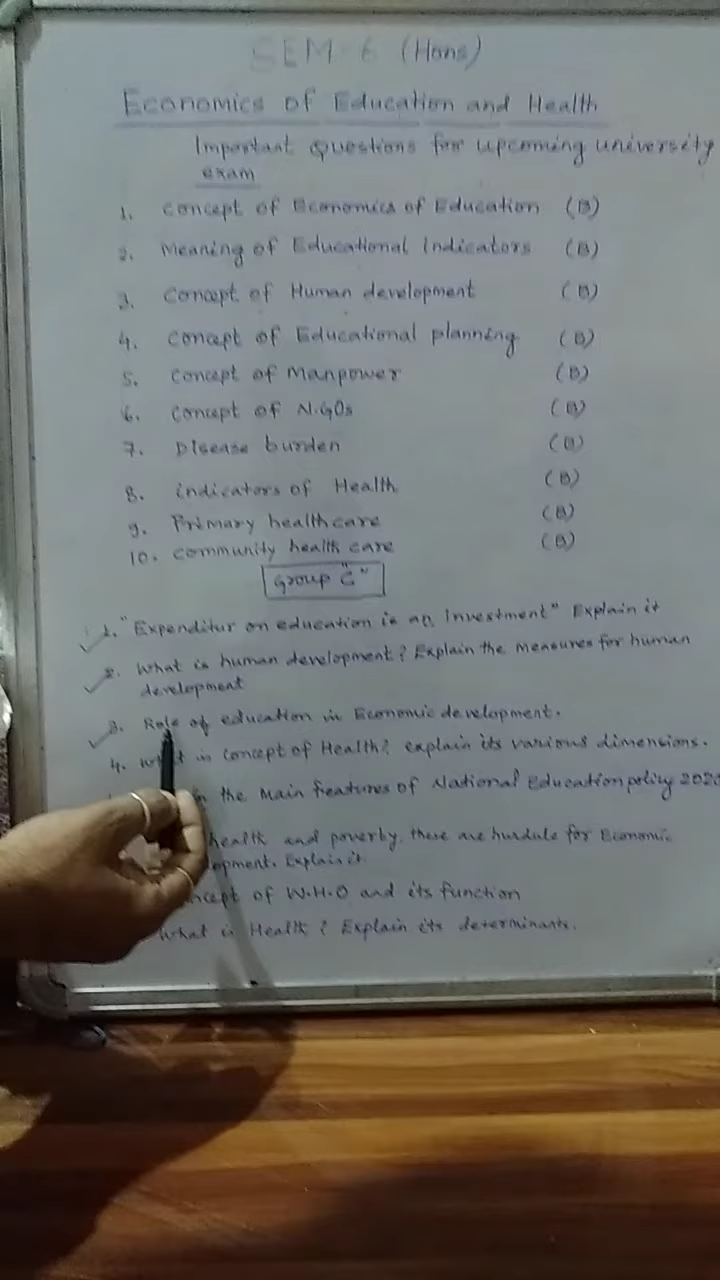 SEM-6 (Hons)
Economics of Education and Health
Important Questions for upcoming university
exam
1. Concept of Economics of Education (B)
2. Meaning of Educational Indicators (B)
3. Concept of Human development (B)
4. Concept of Educational planning (B)
5. Concept of Manpower (B)
6. Concept of N.GOs (B)
7. Disease burden (B)
8. indicators of Health (B)
9. Primary healthcare (B)
10. Community health care (B)
Group "C"
1. "Expenditur on education is an investment" Explain it
2. What is human development? Explain the measures for human
development
3. Role of education in Economic development.
4. is concept of Health? explain its various dimensions.
the Main features of National Education policy 2020
health and poverty, these are hurdule for Economic
Explain it
of W.H.O and its function
What is Health? Explain its determinants.